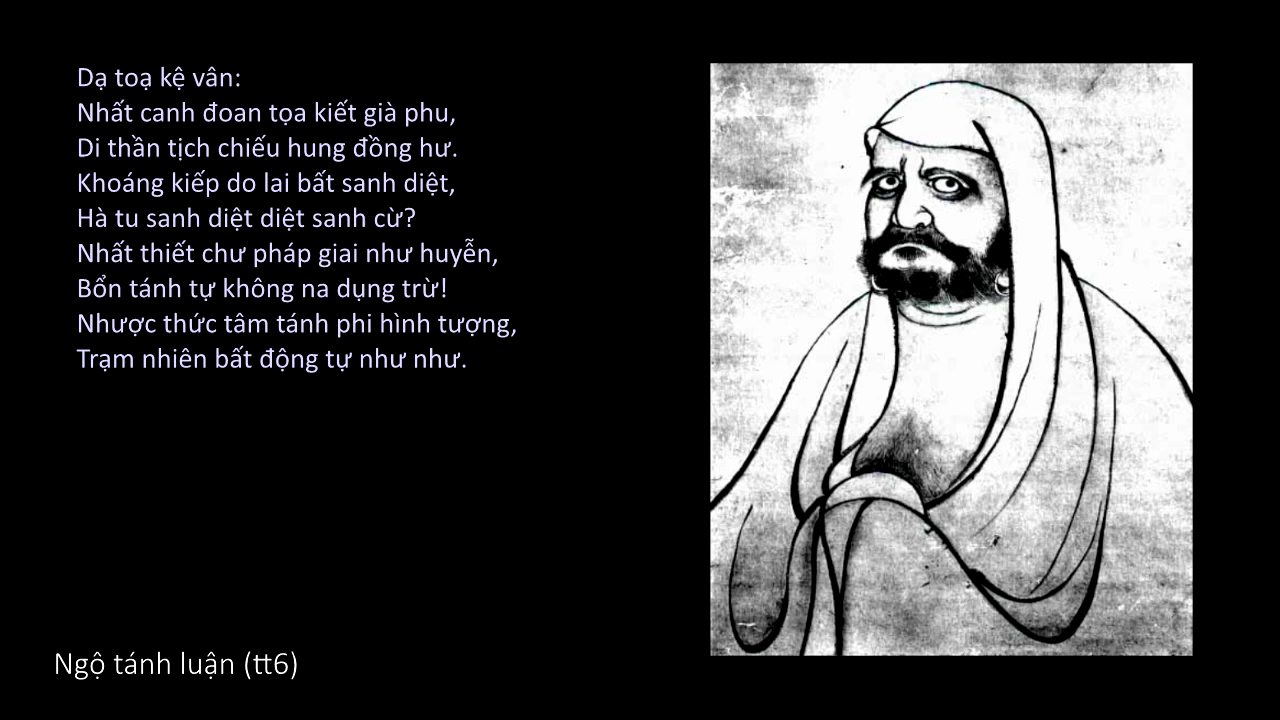 Dạ toạ kệ vân:
Nhất canh đoan tọa kiết già phu,
Di thần tịch chiếu hung đồng hư.
Khoáng kiếp do lai bất sanh diệt,
Hà tu sanh diệt diệt sanh cừ?
Nhất thiết chư pháp giai như huyễn,
Bổn tánh tự không na dụng trừ!
Nhược thức tâm tánh phi hình tượng,
Trạm nhiên bất động tự như như.
Ngộ tánh luận (tt6)